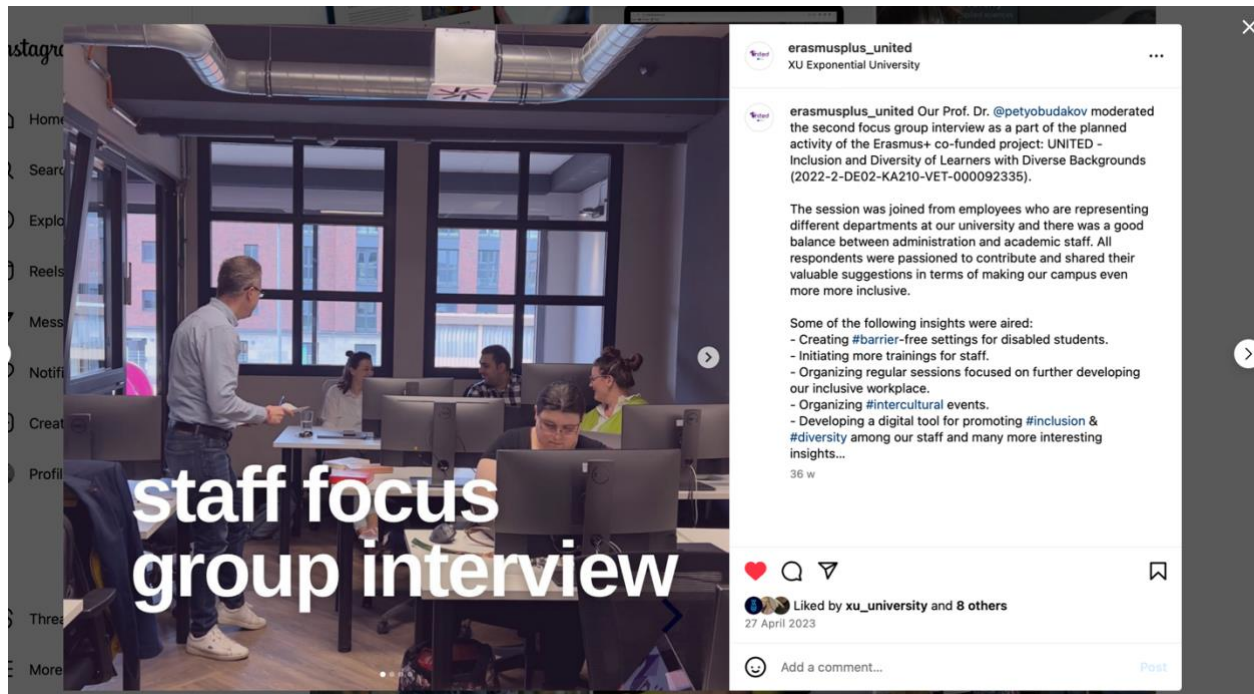 Home
erasmusplus_united
XU Exponential University
erasmusplus_united Our Prof. Dr. @petyobudakov moderated
the second focus group interview as a part of the planned
activity of the Erasmus+ co-funded project: UNITED -
Inclusion and Diversity of Learners with Diverse Backgrounds
(2022-2-DE02-KA210-VET-000092335).
The session was joined from employees who are representing
different departments at our university and there was a good
balance between administration and academic staff. All
respondents were passioned to contribute and shared their
valuable suggestions in terms of making our campus even
more more inclusive.
Some of the following insights were aired:
- Creating #barrier-free settings for disabled students.
- Initiating more trainings for staff.
- Organizing regular sessions focused on further developing
our inclusive workplace.
- Organizing #intercultural events.
- Developing a digital tool for promoting #inclusion &
#diversity among our staff and many more interesting
insights...
36 w
Reels
More
staff focus
group interview
Liked by xu_university and 8 others
27 April 2023
Add a comment...
Post